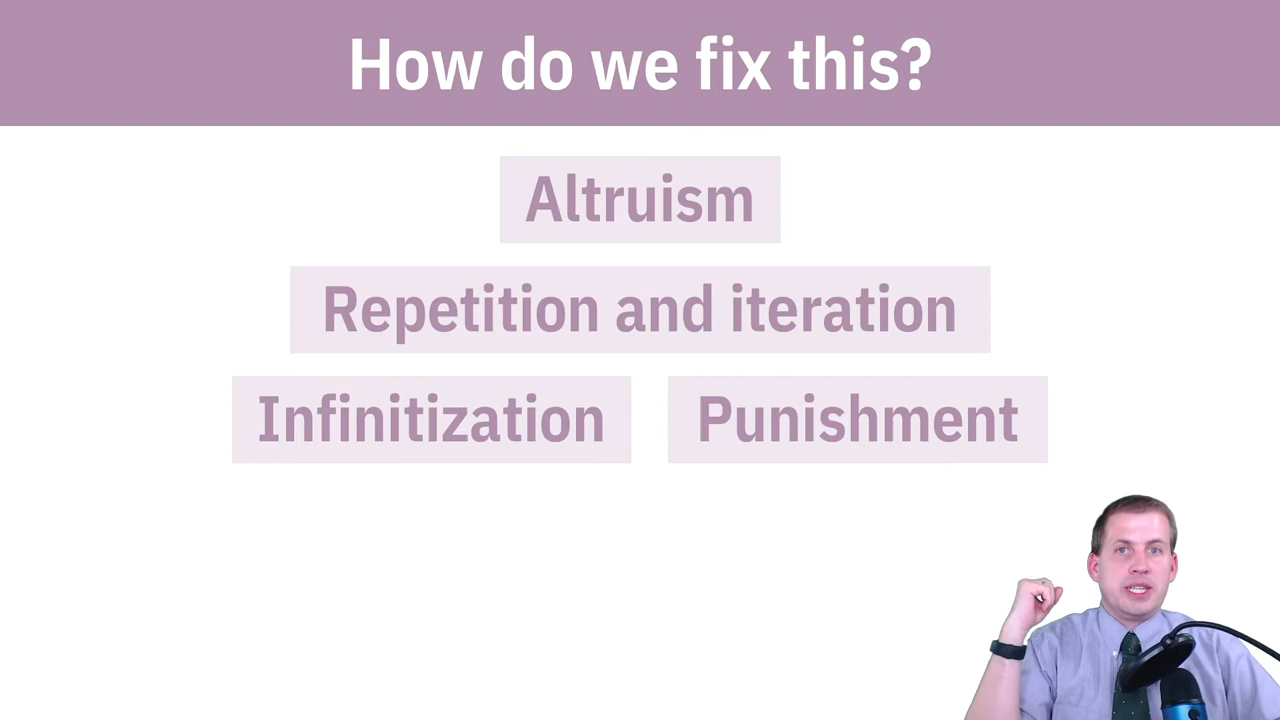 How do we fix this?
Altruism
Repetition and iteration
Infinitization
Punishment